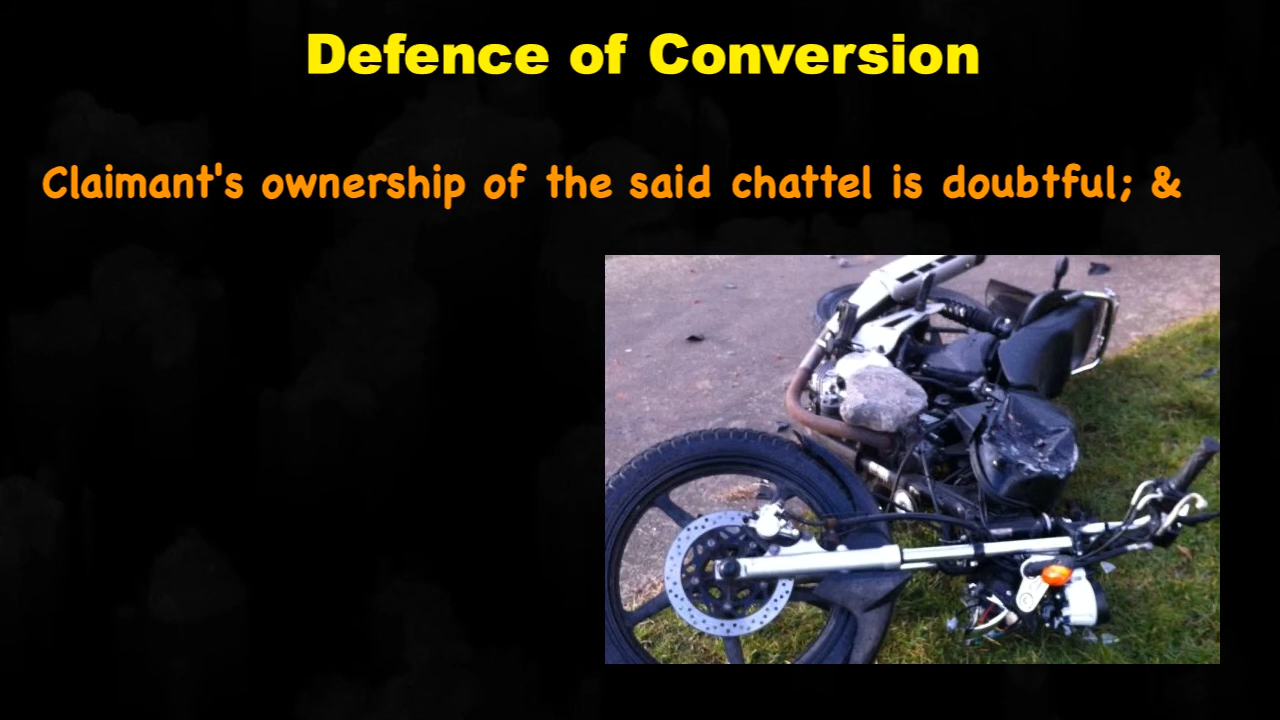 Defence of Conversion
Claimant's ownership of the said chattel is doubtful; &